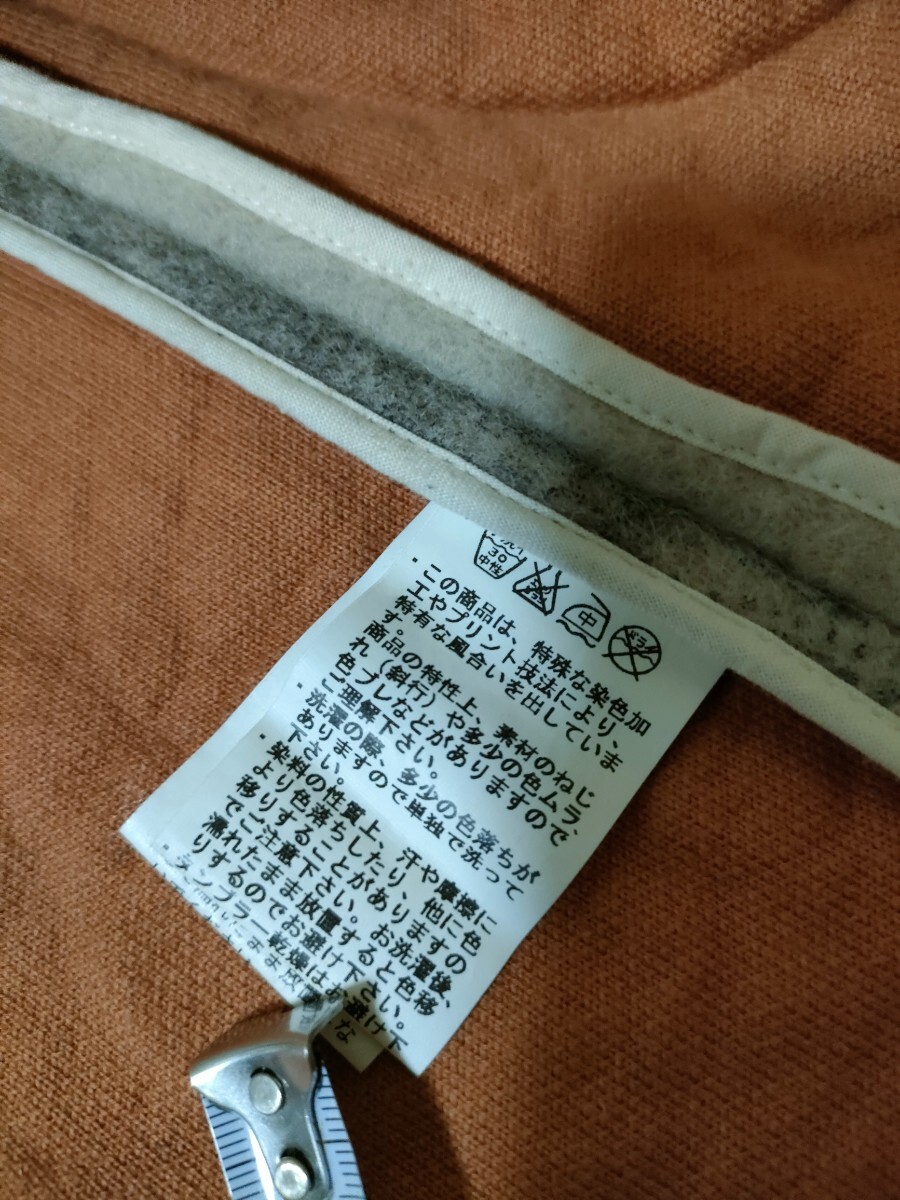 30
中性
中
・この商品は、特殊な染色加
工やプリント技法により、
特有な風合いを出していま
す。
商品の特性上、素材のねじ
れ(斜行)や、多少の色ムラ、
色ブレなどがありますので、
ご理解下さい。
・洗濯の際、多少の色落ちが
ありますので単独で洗って
下さい。
・染料の性質上、汗や摩擦に
より色落ちしたり、他に色
移りすることがありますの
でご注意下さい。お洗濯後、
濡れたまま放置すると色移
りするのでお避け下さい。
・タンブラー乾燥はお避け下
まま放置
な